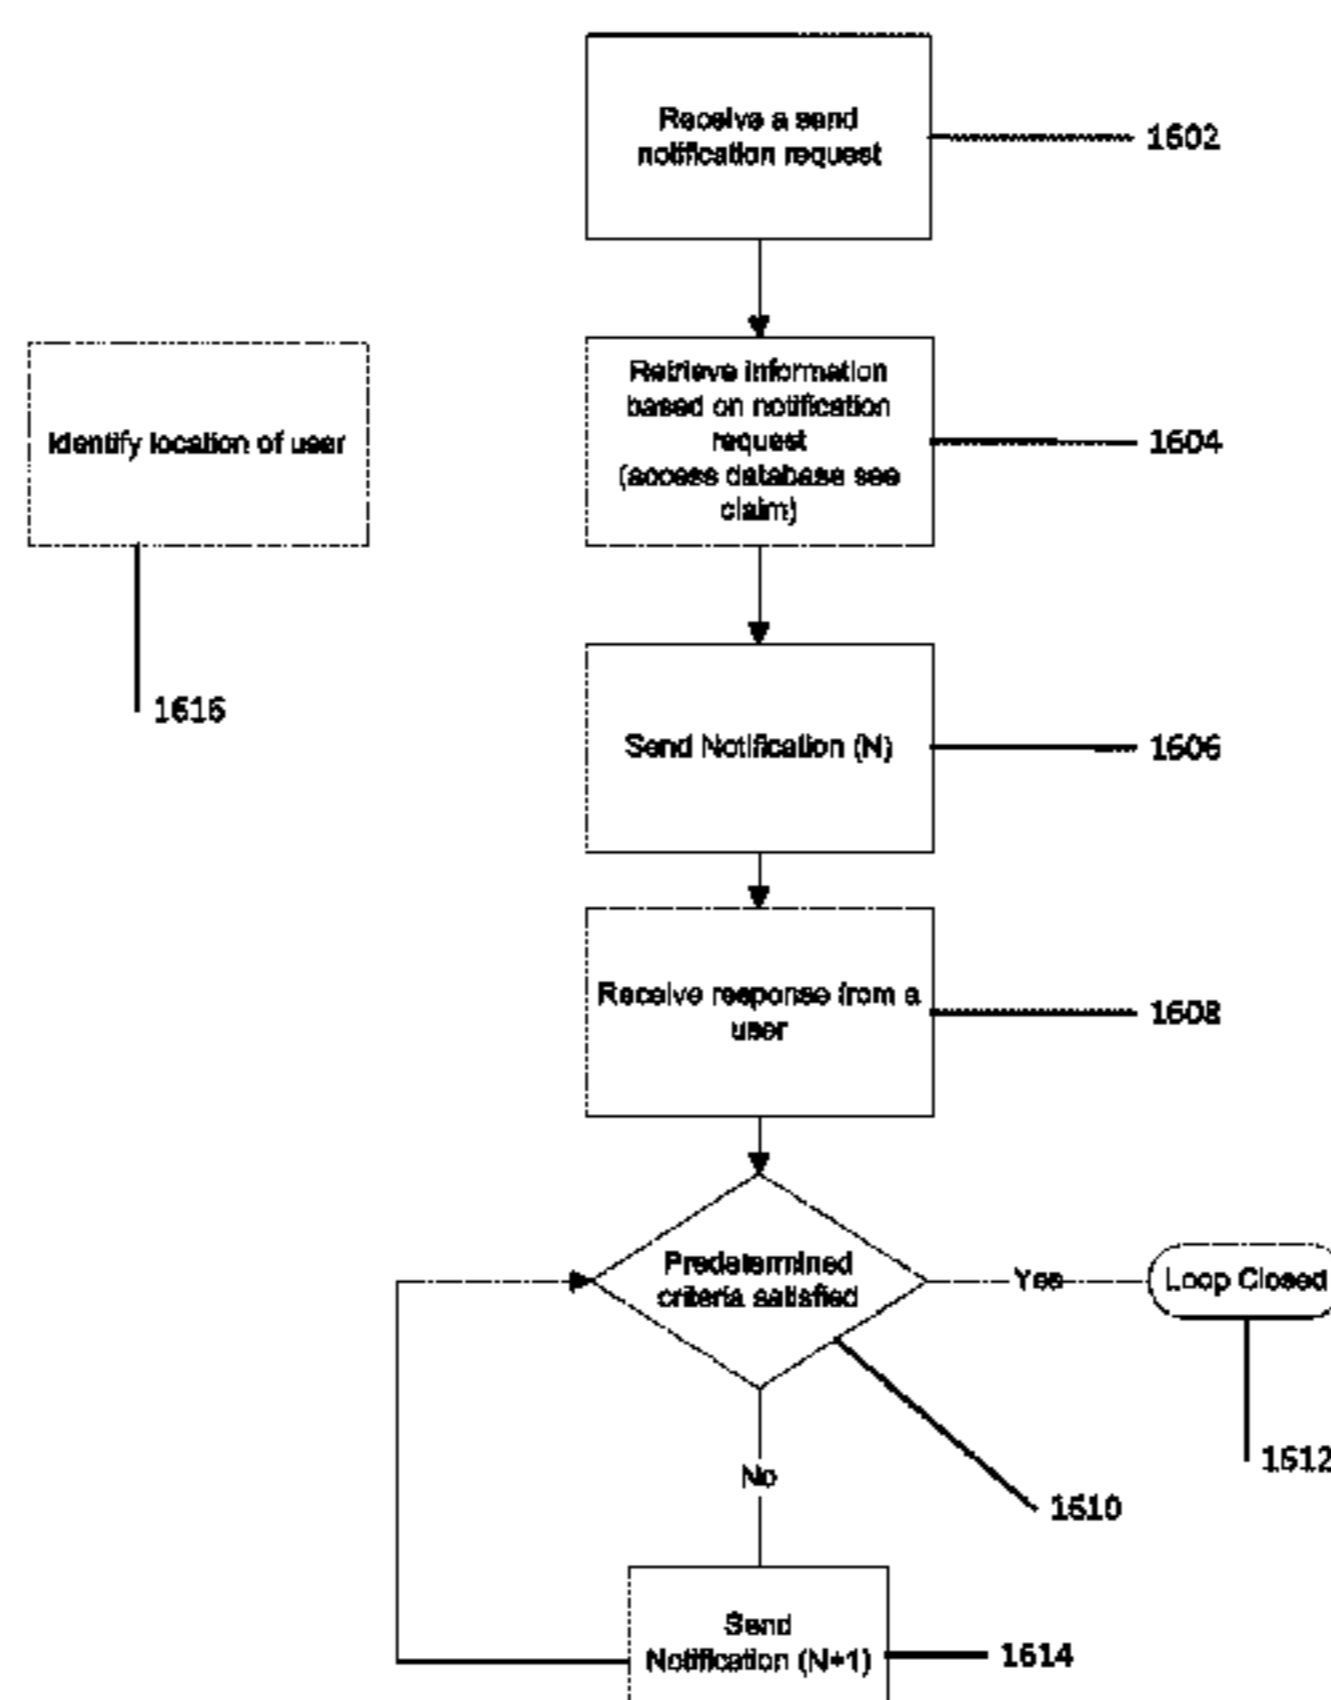 Receive a send
notification request
1602
Retrieve information
based on notification
request
(access database see
claim)
1604
Identify location of user
1616
Send Notification (N)
1606
Receive response from a
user
1608
Predetermined
criteria satisfied
Yes
Loop Closed
1612
No
1610
Send
Notification (N+1)
1614